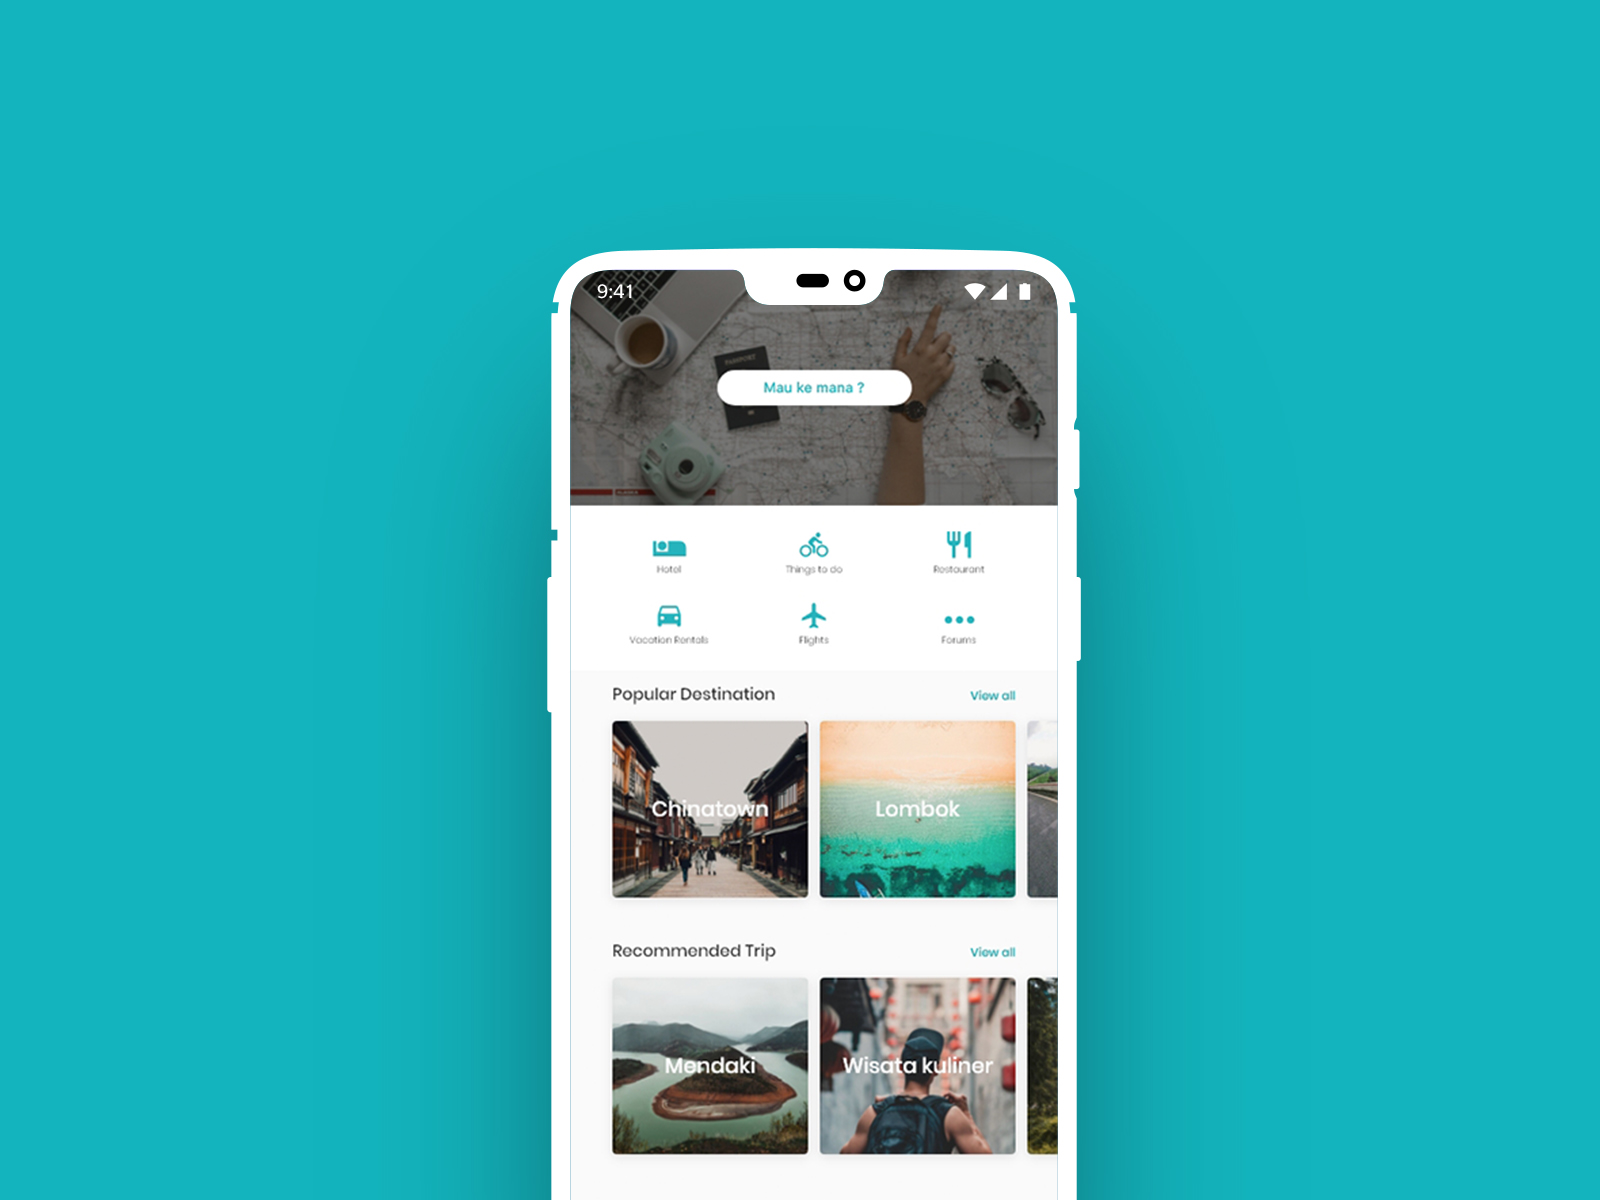 9:41
PASSPORT
Mau ke mana ?
Hotel
Things to do
Restaurant
Vacation Rentals
Flights
Forums
Popular Destination
View all
Chinatown
Lombok
Recommended Trip
View all
Mendaki
Wisata kuliner